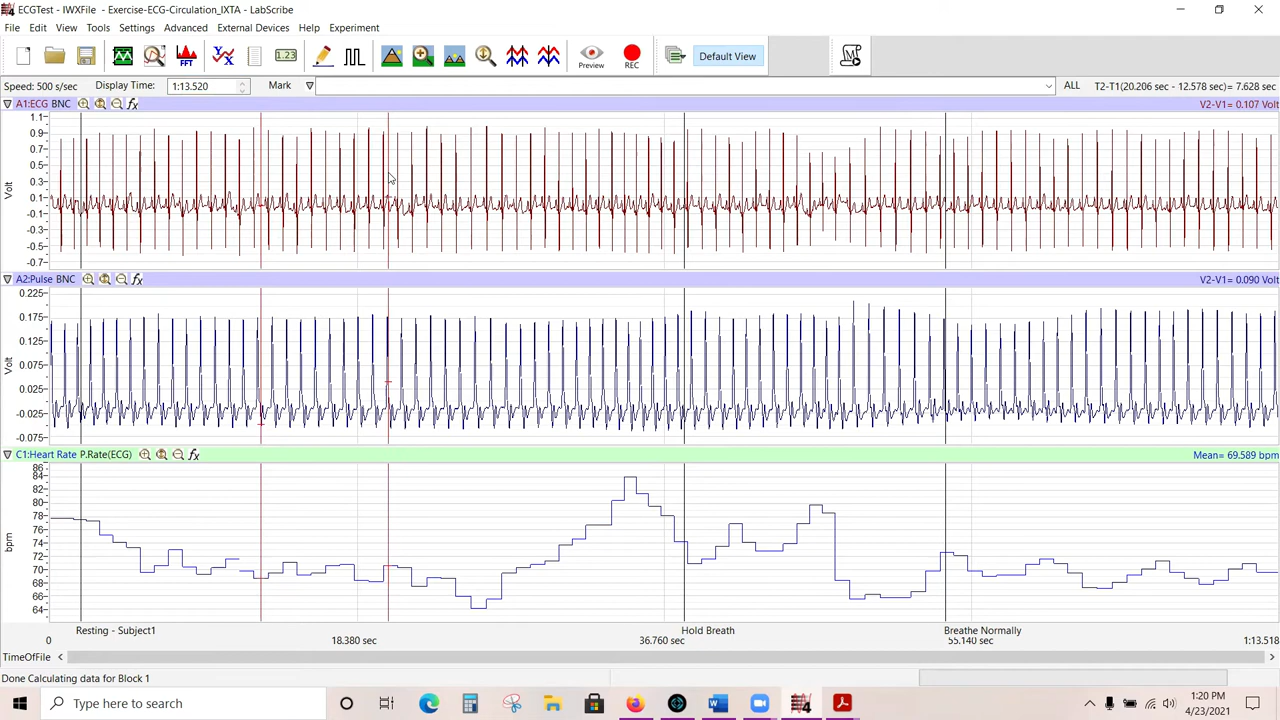 ECGTest - IWXFile - Exercise-ECG-Circulation_IXTA - LabScribe
File Edit View Tools Settings Advanced External Devices Help Experiment
FFT Y/X 1.23 Preview REC Default View
Speed: 500 s/sec Display Time: 1:13.520 Mark ALL T2-T1(20.206 sec - 12.578 sec)= 7.628 sec
A1:ECG BNC fx V2-V1= 0.107 Volt
1.1
0.9
0.7
0.5
0.3
0.1
-0.1
-0.3
-0.5
-0.7
Volt
A2:Pulse BNC fx V2-V1= 0.090 Volt
0.225
0.175
0.125
0.075
0.025
-0.025
-0.075
Volt
C1:Heart Rate P.Rate(ECG) fx Mean= 69.589 bpm
86
84
82
80
78
76
74
72
70
68
66
64
bpm
Resting - Subject1 Hold Breath Breathe Normally
0 18.380 sec 36.760 sec 55.140 sec 1:13.518
TimeOfFile
Done Calculating data for Block 1
Type here to search
1:20 PM
4/23/2021